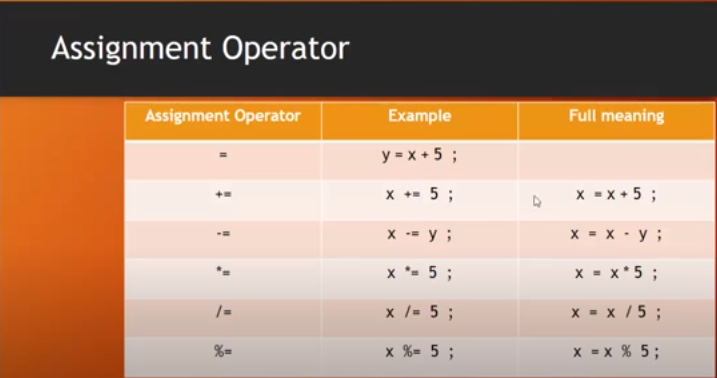 Assignment Operator
Assignment Operator Example Full meaning
= y = x + 5 ;
+= x += 5 ; x = x + 5 ;
-= x -= y ; x = x - y ;
*= x *= 5 ; x = x * 5 ;
/= x /= 5 ; x = x / 5 ;
%= x %= 5 ; x = x % 5 ;